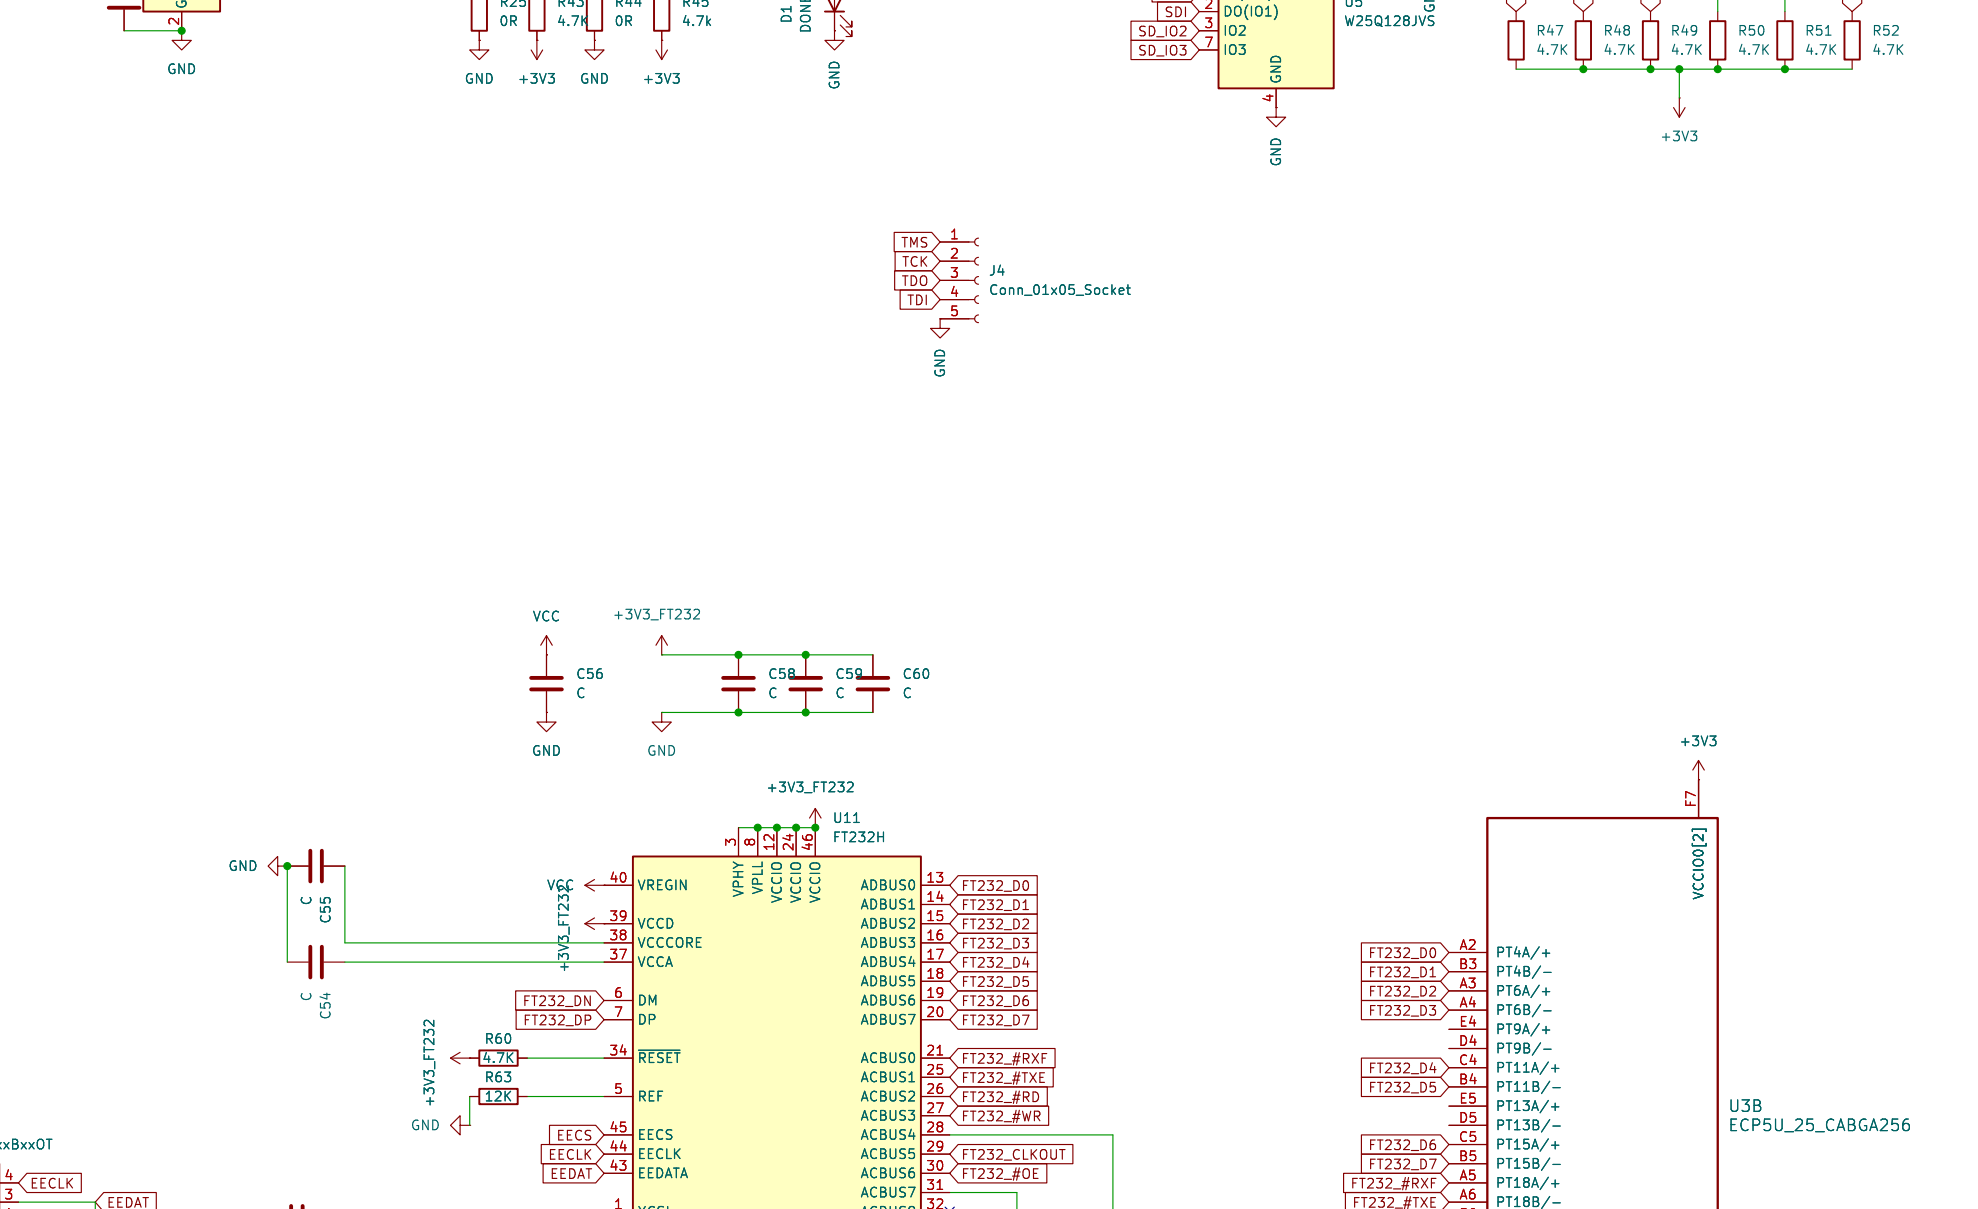 2
GND
R25
0R
GND
R43
4.7K
+3V3
R44
0R
GND
R45
4.7k
+3V3
D1
DONE
GND
SDI
2
DO(IO1)
SD_IO2
3
IO2
SD_IO3
7
IO3
GND
4
GND
U5
W25Q128JVS
R47
4.7K
R48
4.7K
R49
4.7K
R50
4.7K
R51
4.7K
R52
4.7K
+3V3
TMS
1
TCK
2
TDO
3
TDI
4
5
GND
J4
Conn_01x05_Socket
VCC
C56
C
GND
+3V3_FT232
C58
C
C59
C
C60
C
GND
+3V3_FT232
U11
FT232H
3
8
12
24
46
VPHY
VPLL
VCCIO
VCCIO
VCCIO
GND
C
C55
C
C54
VCC
40
VREGIN
+3V3_FT232
39
VCCD
38
VCCCORE
37
VCCA
FT232_DN
6
DM
FT232_DP
7
DP
+3V3_FT232
R60
4.7K
34
RESET
R63
12K
5
REF
GND
EECS
45
EECS
EECLK
44
EECLK
EEDAT
43
EEDATA
1
ADBUS0
13
FT232_D0
ADBUS1
14
FT232_D1
ADBUS2
15
FT232_D2
ADBUS3
16
FT232_D3
ADBUS4
17
FT232_D4
ADBUS5
18
FT232_D5
ADBUS6
19
FT232_D6
ADBUS7
20
FT232_D7
ACBUS0
21
FT232_#RXF
ACBUS1
25
FT232_#TXE
ACBUS2
26
FT232_#RD
ACBUS3
27
FT232_#WR
ACBUS4
28
ACBUS5
29
FT232_CLKOUT
ACBUS6
30
FT232_#OE
ACBUS7
31
32
xxBxxOT
4
EECLK
3
EEDAT
+3V3
F7
VCCIO0[2]
FT232_D0
A2
PT4A/+
FT232_D1
B3
PT4B/-
FT232_D2
A3
PT6A/+
FT232_D3
A4
PT6B/-
E4
PT9A/+
D4
PT9B/-
FT232_D4
C4
PT11A/+
FT232_D5
B4
PT11B/-
E5
PT13A/+
D5
PT13B/-
FT232_D6
C5
PT15A/+
FT232_D7
B5
PT15B/-
FT232_#RXF
A5
PT18A/+
FT232_#TXE
A6
PT18B/-
U3B
ECP5U_25_CABGA256